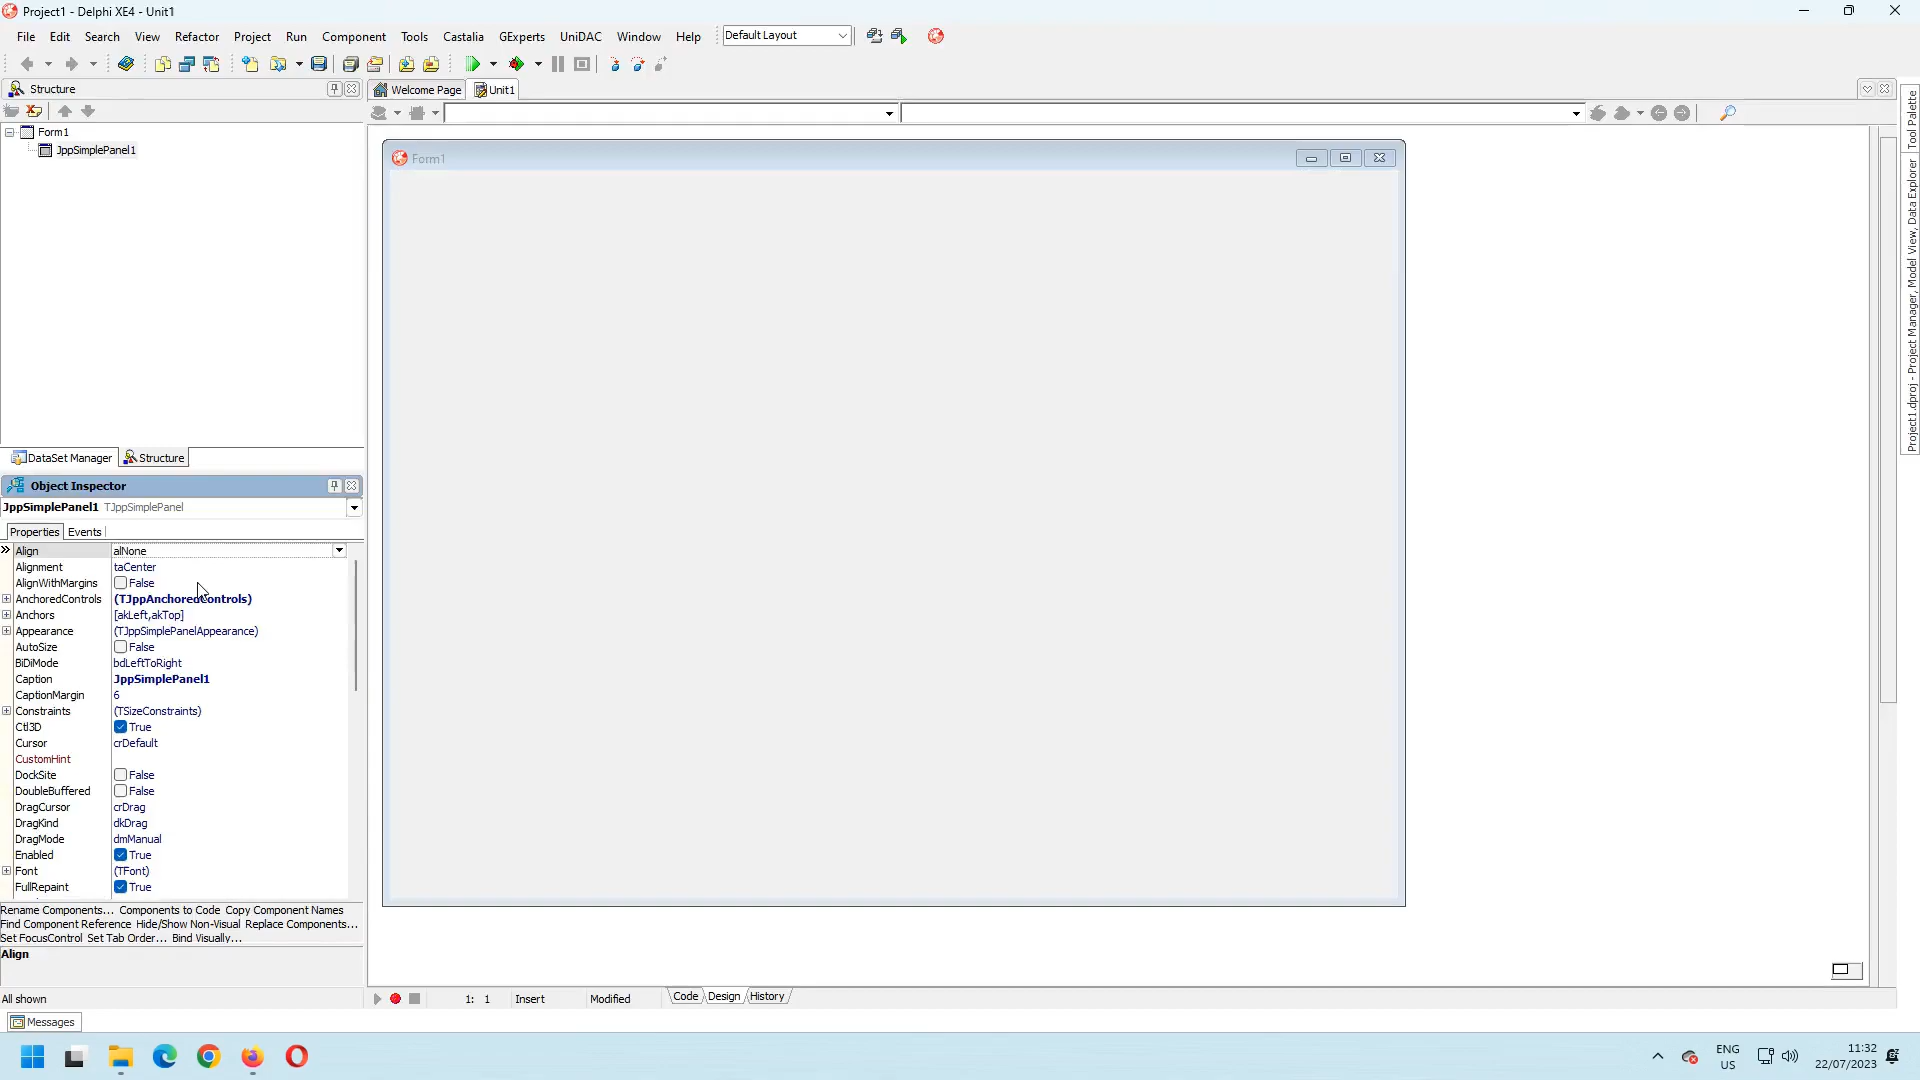 Project1 - Delphi XE4 - Unit1
File Edit Search View Refactor Project Run Component Tools Castalia GExperts UniDAC Window Help Default Layout
Structure
Welcome Page Unit1
Form1
JppSimplePanel1
Form1
Tool Palette
Project1.dproj - Project Manager, Model View, Data Explorer
DataSet Manager Structure
Object Inspector
JppSimplePanel1 TJppSimplePanel
Properties Events
Align alNone
Alignment taCenter
AlignWithMargins False
AnchoredControls (TJppAnchoredControls)
Anchors [akLeft,akTop]
Appearance (TJppSimplePanelAppearance)
AutoSize False
BiDiMode bdLeftToRight
Caption JppSimplePanel1
CaptionMargin 6
Constraints (TSizeConstraints)
Ctl3D True
Cursor crDefault
CustomHint
DockSite False
DoubleBuffered False
DragCursor crDrag
DragKind dkDrag
DragMode dmManual
Enabled True
Font (TFont)
FullRepaint True
Rename Components... Components to Code Copy Component Names
Find Component Reference Hide/Show Non-Visual Replace Components...
Set FocusControl Set Tab Order... Bind Visually...
Align
All shown
1: 1 Insert Modified Code Design History
Messages
ENG
US
11:32
22/07/2023